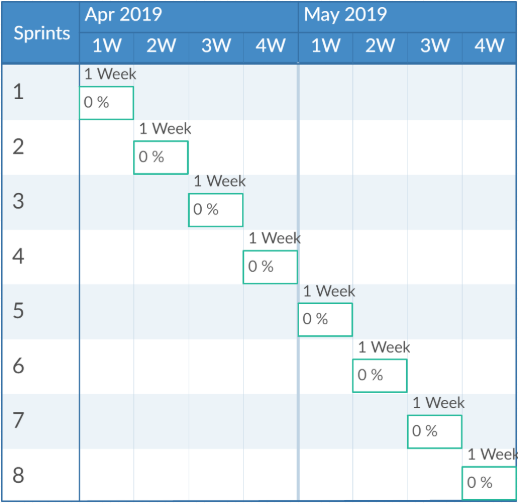 Sprints
Apr 2019
May 2019
1W 2W 3W 4W 1W 2W 3W 4W
1 Week
1
0 %
1 Week
2
0 %
1 Week
3
0 %
1 Week
4
0 %
1 Week
5
0 %
1 Week
6
0 %
1 Week
7
0 %
1 Week
8
0 %